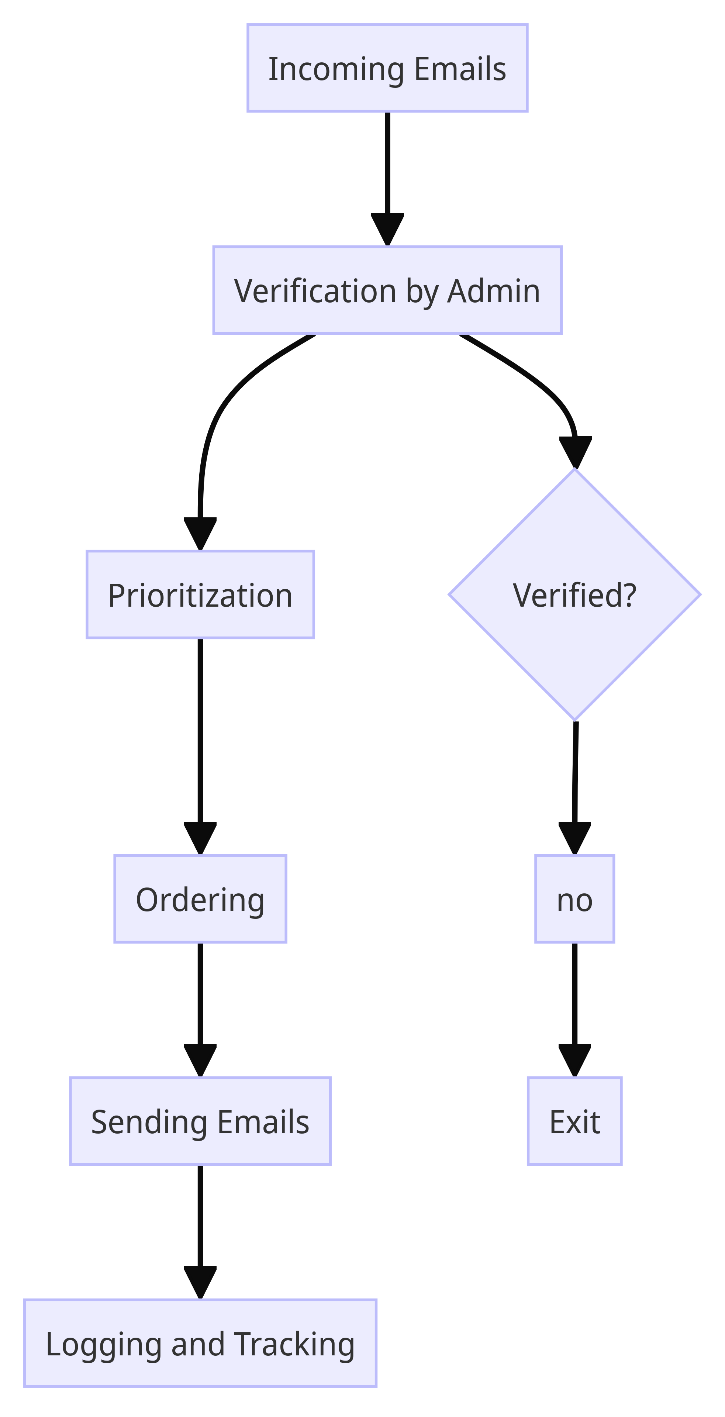 Incoming Emails
Verification by Admin
Prioritization
Verified?
Ordering
no
Sending Emails
Exit
Logging and Tracking